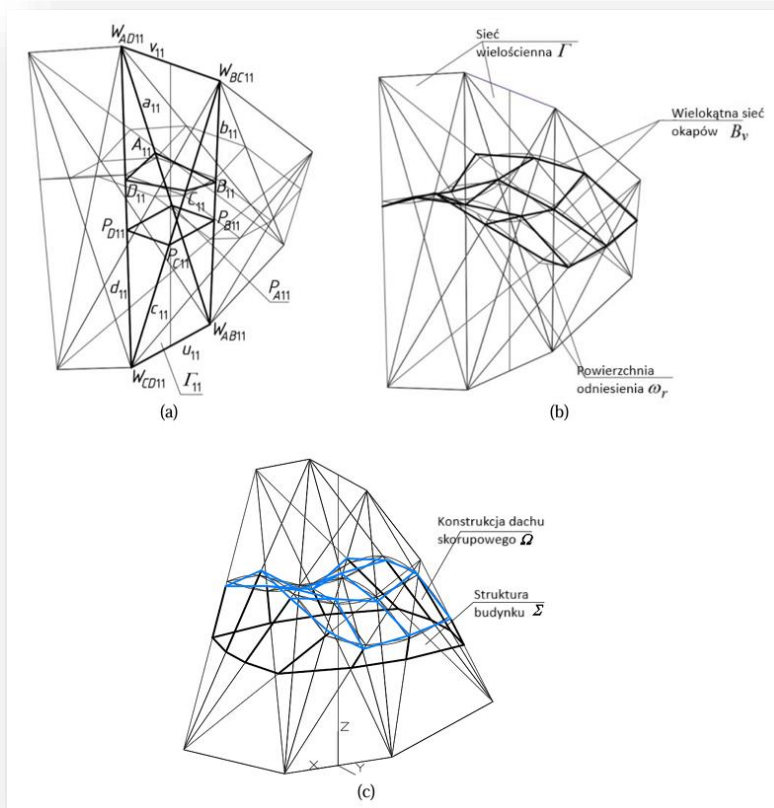 W_AD11
v_11
W_BC11
a_11
b_11
A_11
D_11
C_11
B_11
P_D11
P_B11
P_C11
P_A11
d_11
c_11
W_AB11
u_11
W_CD11
Γ_11
(a)
Sieć
wielościenna Γ
Wielokątna sieć
okapów B_v
Powierzchnia
odniesienia ω_r
(b)
Konstrukcja dachu
skorupowego Ω
Struktura
budynku Σ
Z
X
Y
(c)